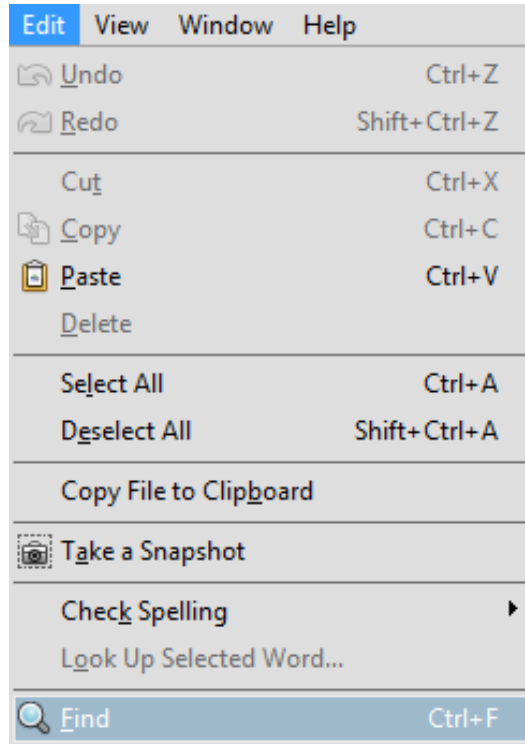 Edit View Window Help
Undo Ctrl+Z
Redo Shift+Ctrl+Z
Cut Ctrl+X
Copy Ctrl+C
Paste Ctrl+V
Delete
Select All Ctrl+A
Deselect All Shift+Ctrl+A
Copy File to Clipboard
Take a Snapshot
Check Spelling
Look Up Selected Word...
Find Ctrl+F